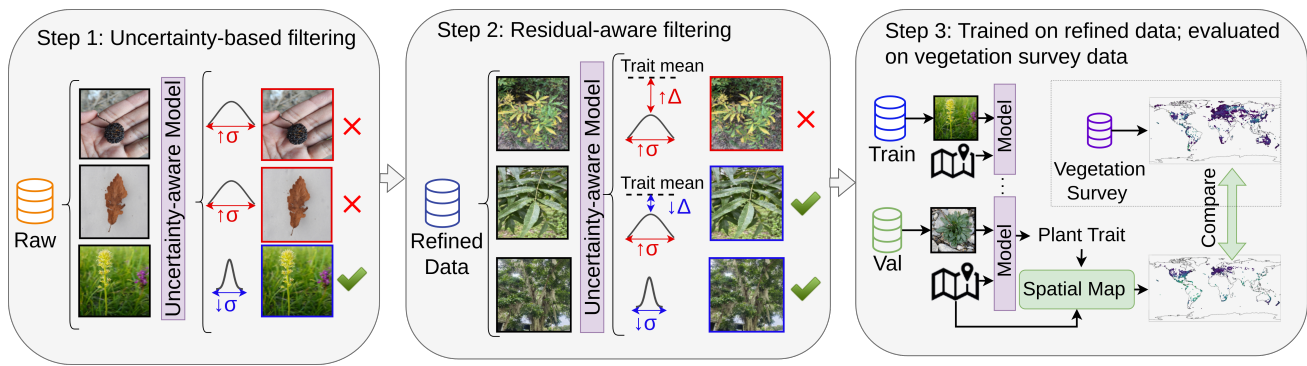 Step 1: Uncertainty-based filtering
Raw
Uncertainty-aware Model
↑σ
↑σ
↓σ
Step 2: Residual-aware filtering
Refined
Data
Uncertainty-aware Model
Trait mean
↑Δ
↑σ
Trait mean
↓Δ
↑σ
↓σ
Step 3: Trained on refined data; evaluated
on vegetation survey data
Train
Model
...
Val
Model
Plant Trait
Spatial Map
Vegetation
Survey
Compare